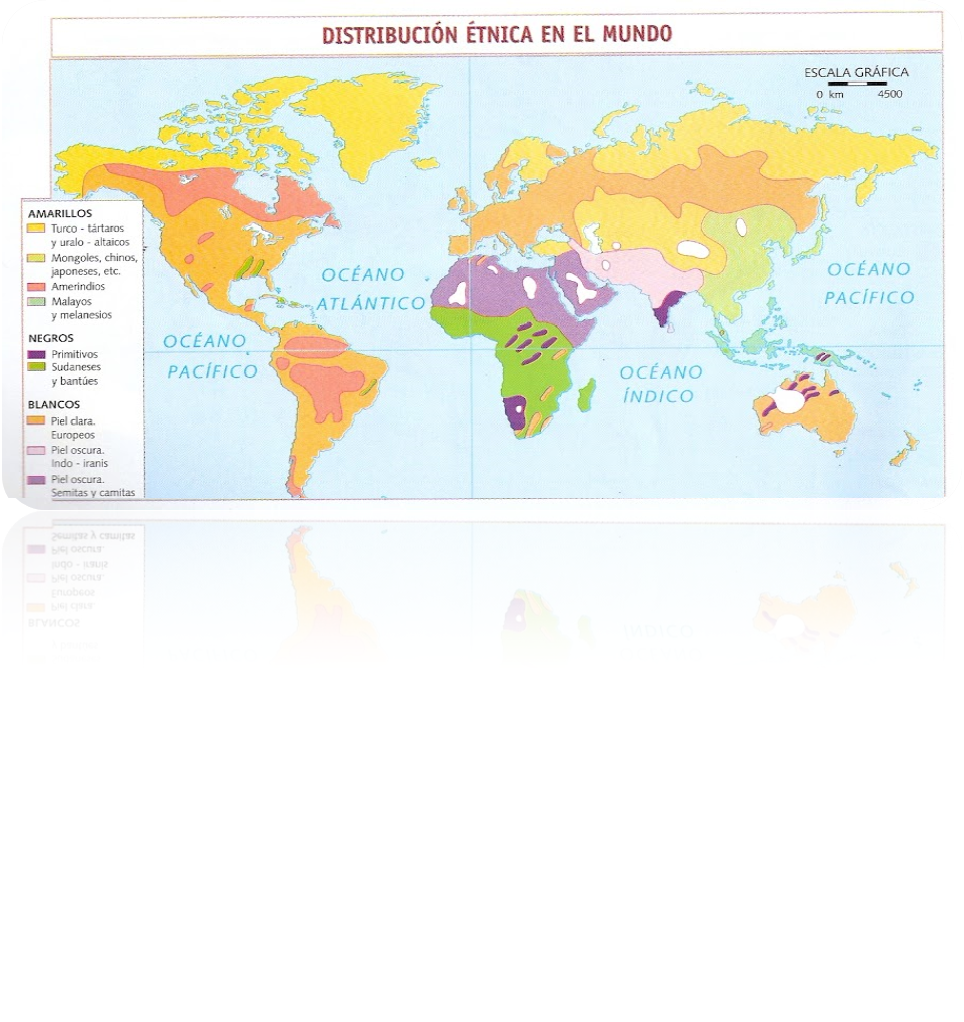 DISTRIBUCIÓN ÉTNICA EN EL MUNDO
ESCALA GRÁFICA
0 km 4500
AMARILLOS
Turco - tártaros
y uralo - altaicos
Mongoles, chinos,
japoneses, etc.
Amerindios
Malayos
y melanesios
NEGROS
Primitivos
Sudaneses
y bantúes
BLANCOS
Piel clara.
Europeos
Piel oscura.
Indo - iranis
Piel oscura.
Semitas y camitas
OCÉANO
ATLÁNTICO
OCÉANO
PACÍFICO
OCÉANO
PACÍFICO
OCÉANO
ÍNDICO